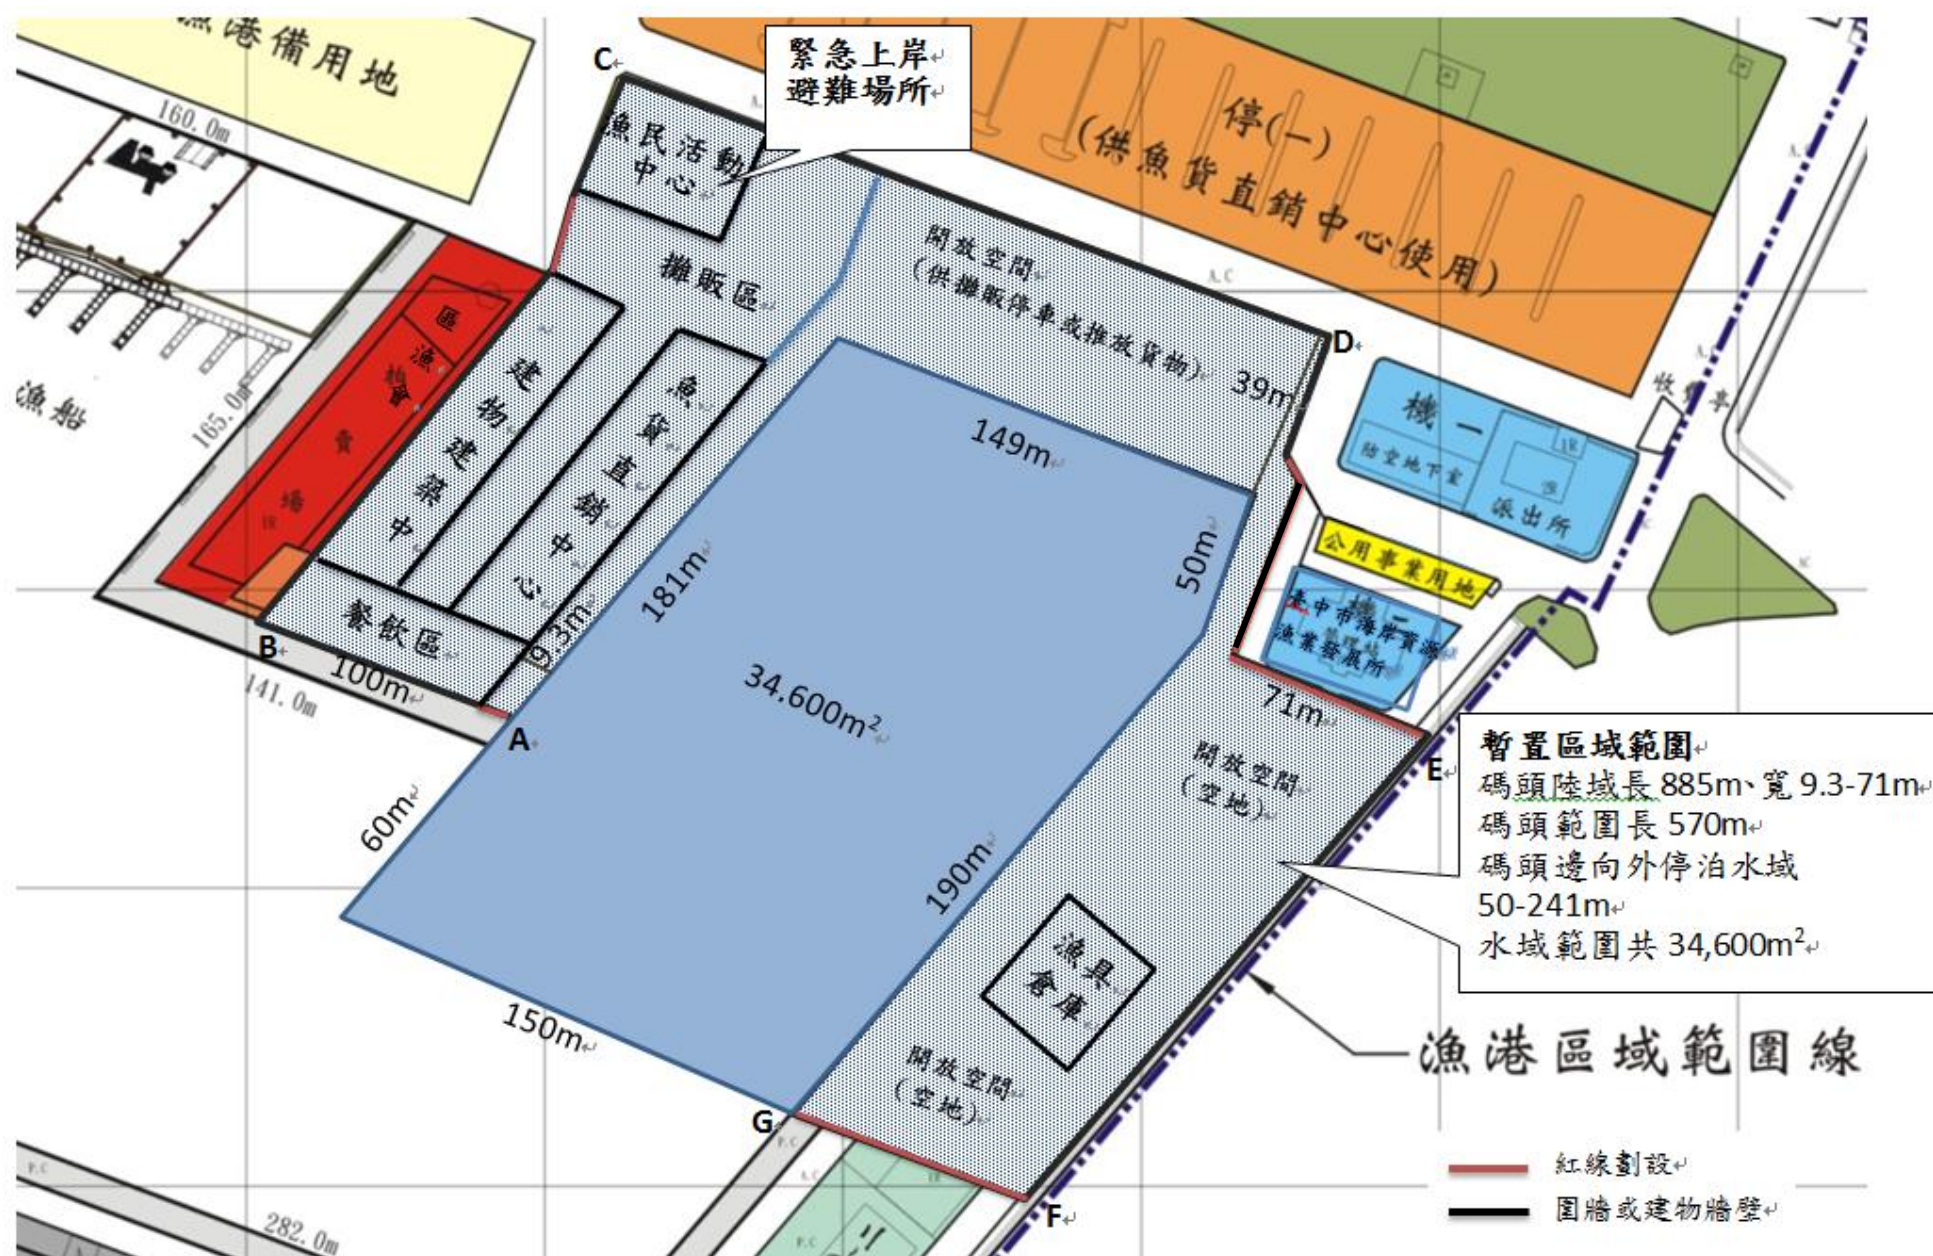 漁港備用地
160.0m
C
緊急上岸
避難場所
漁民活動
中心
停(一)
(供魚貨直銷中心使用)
A.C
開放空間
(供攤販停車或推放貨物)
攤販區
A.C
D
39m
149m
機一
防空地下室
派出所
公用事業用地
臺中市海岸資源
漁業發展所
區
漁
會
漁船
165.0m
建物建築中
魚貨直銷中心
181m
50m
餐飲區
9.3m
B
100m
141.0m
A
34.600m²
71m
E
60m
190m
開放空間
(空地)
暫置區域範圍
碼頭陸域長 885m、寬 9.3-71m
碼頭範圍長 570m
碼頭邊向外停泊水域
50-241m
水域範圍共 34,600m²
漁具
倉庫
漁港區域範圍線
150m
開放空間
(空地)
G
P.C
A.C
P.C
F
P.C
282.0m
紅線劃設
圍牆或建物牆壁